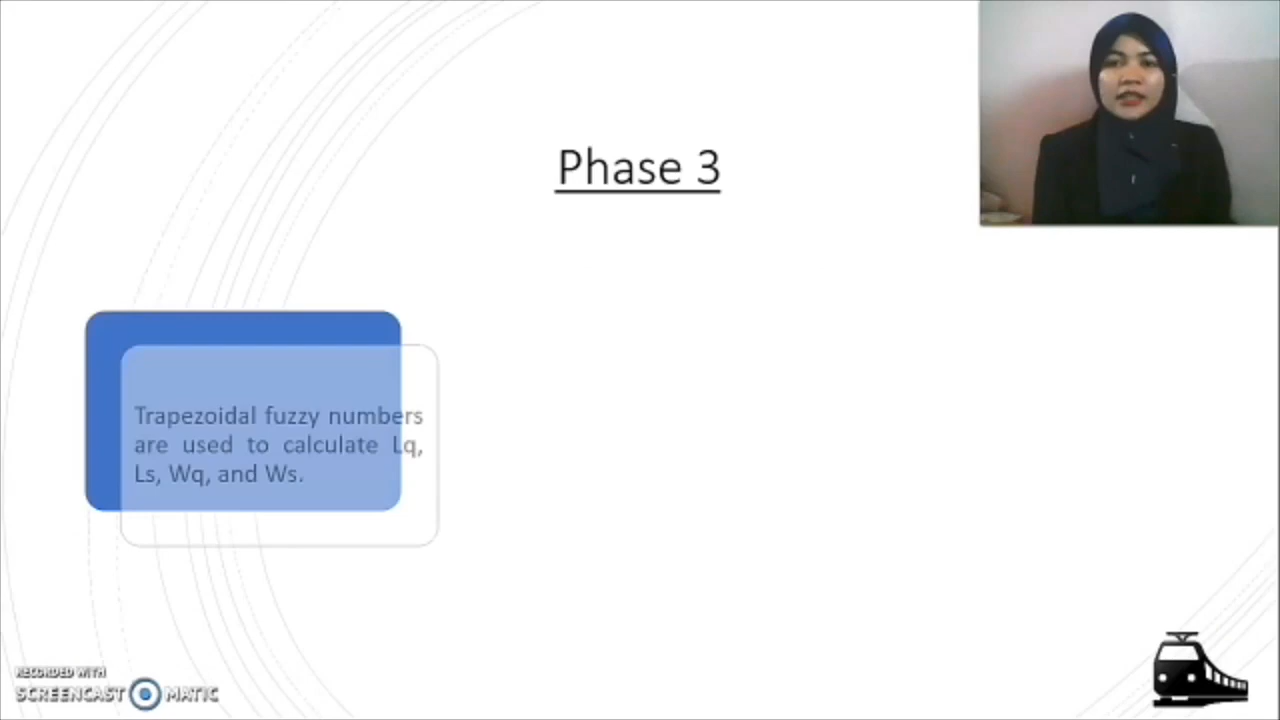 Phase 3
Trapezoidal fuzzy numbers
are used to calculate Lq,
Ls, Wq, and Ws.
RECORDED WITH
SCREENCAST MATIC